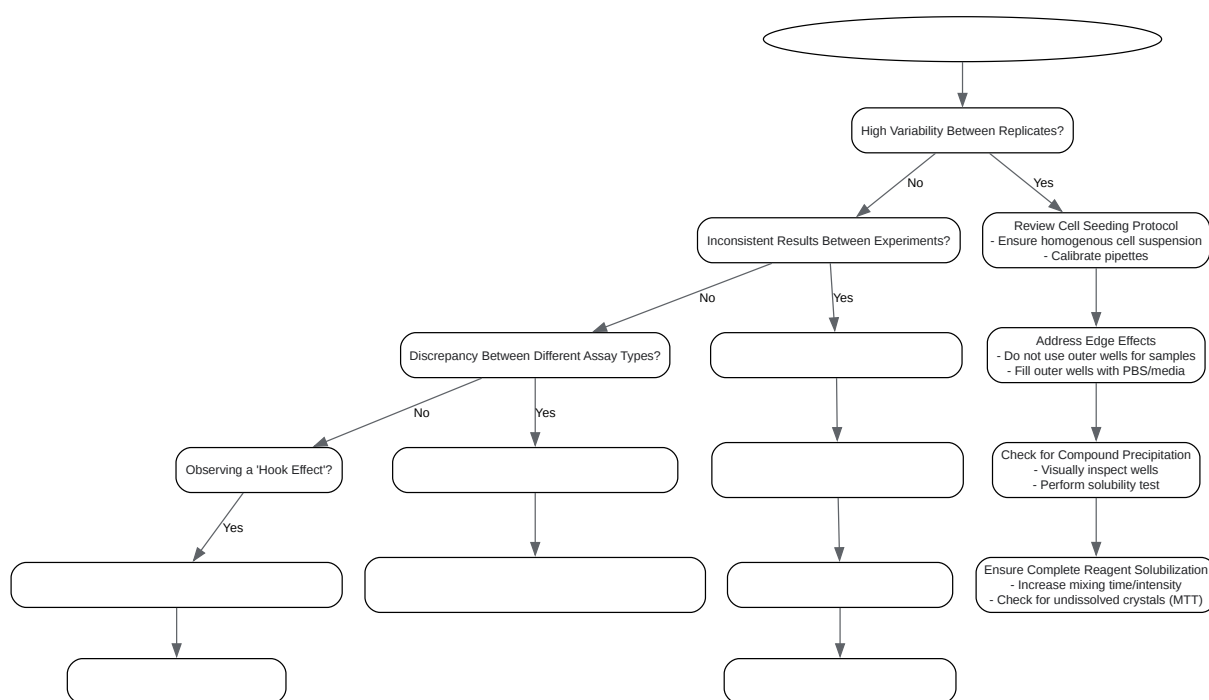 High Variability Between Replicates?
No
Yes
Inconsistent Results Between Experiments?
Review Cell Seeding Protocol
- Ensure homogenous cell suspension
- Calibrate pipettes
No
Yes
Discrepancy Between Different Assay Types?
Address Edge Effects
- Do not use outer wells for samples
- Fill outer wells with PBS/media
No
Yes
Observing a 'Hook Effect'?
Check for Compound Precipitation
- Visually inspect wells
- Perform solubility test
Yes
Ensure Complete Reagent Solubilization
- Increase mixing time/intensity
- Check for undissolved crystals (MTT)